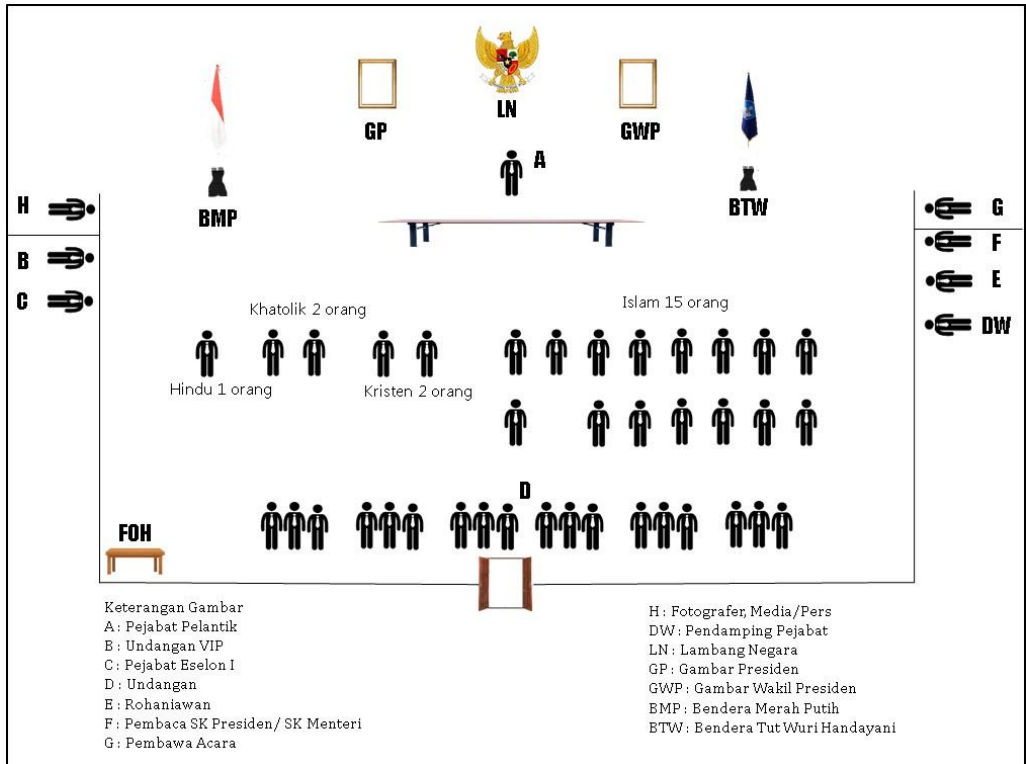 LN
GP
GWP
A
BMP
BTW
H
G
B
F
C
E
DW
Khatolik 2 orang
Islam 15 orang
Hindu 1 orang
Kristen 2 orang
D
FOH
Keterangan Gambar
A : Pejabat Pelantik
B : Undangan VIP
C : Pejabat Eselon I
D : Undangan
E : Rohaniawan
F : Pembaca SK Presiden/ SK Menteri
G : Pembawa Acara
H : Fotografer, Media/Pers
DW : Pendamping Pejabat
LN : Lambang Negara
GP : Gambar Presiden
GWP : Gambar Wakil Presiden
BMP : Bendera Merah Putih
BTW : Bendera Tut Wuri Handayani